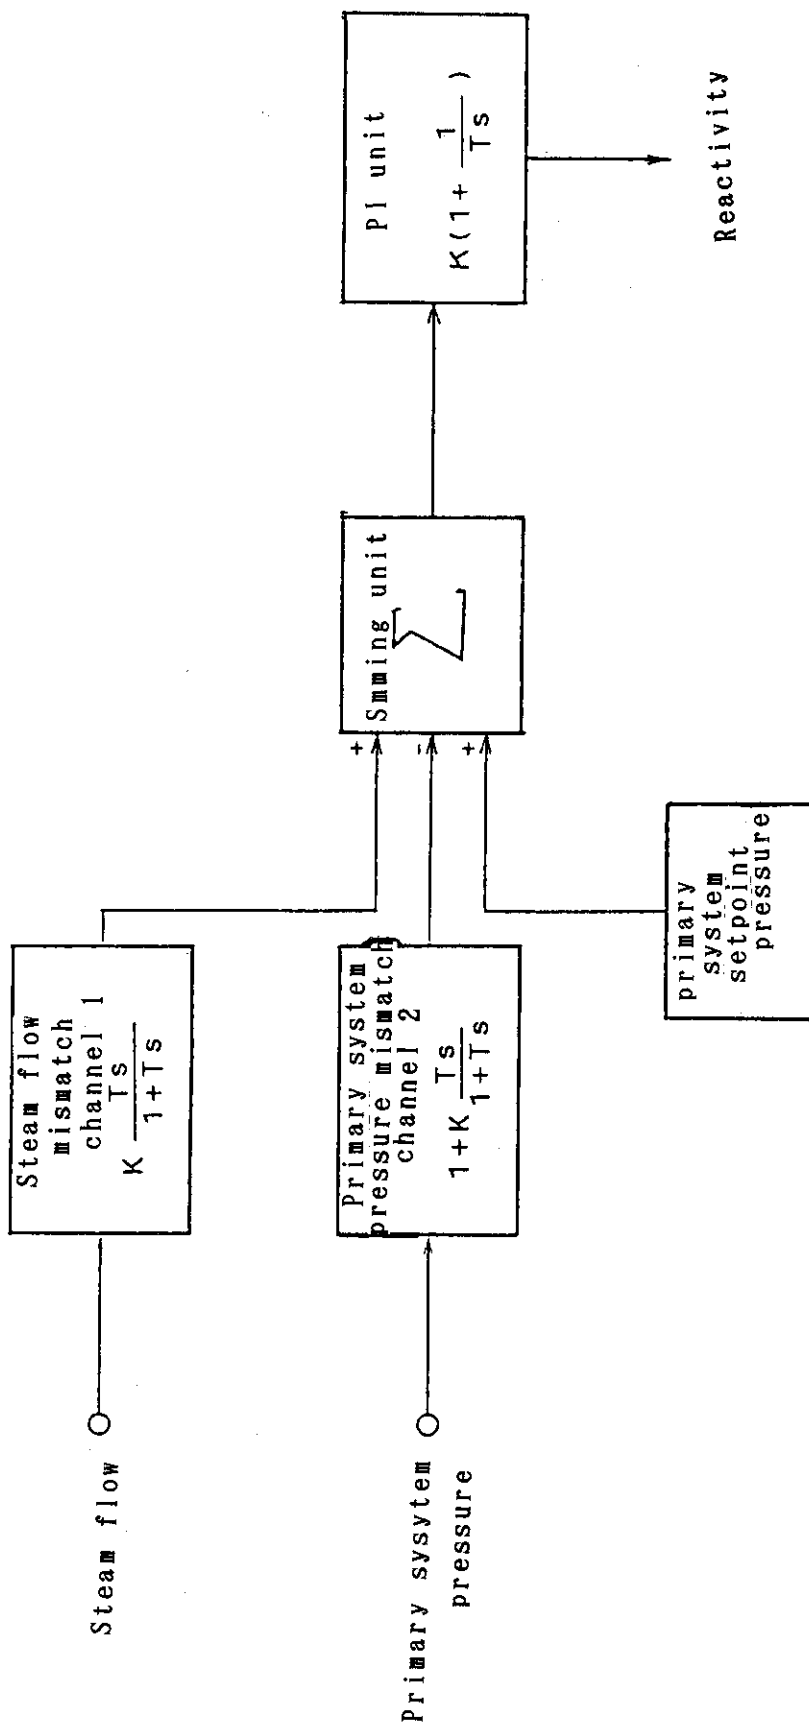 Steam flow
Steam flow
mismatch
channel 1
K Ts
1+Ts
Primary sysytem
pressure
Primary system
pressure mismatch
channel 2
1+K Ts
1+Ts
primary
system
setpoint
pressure
+
-
+
Smming unit
∑
PI unit
K(1+ 1
Ts )
Reactivity